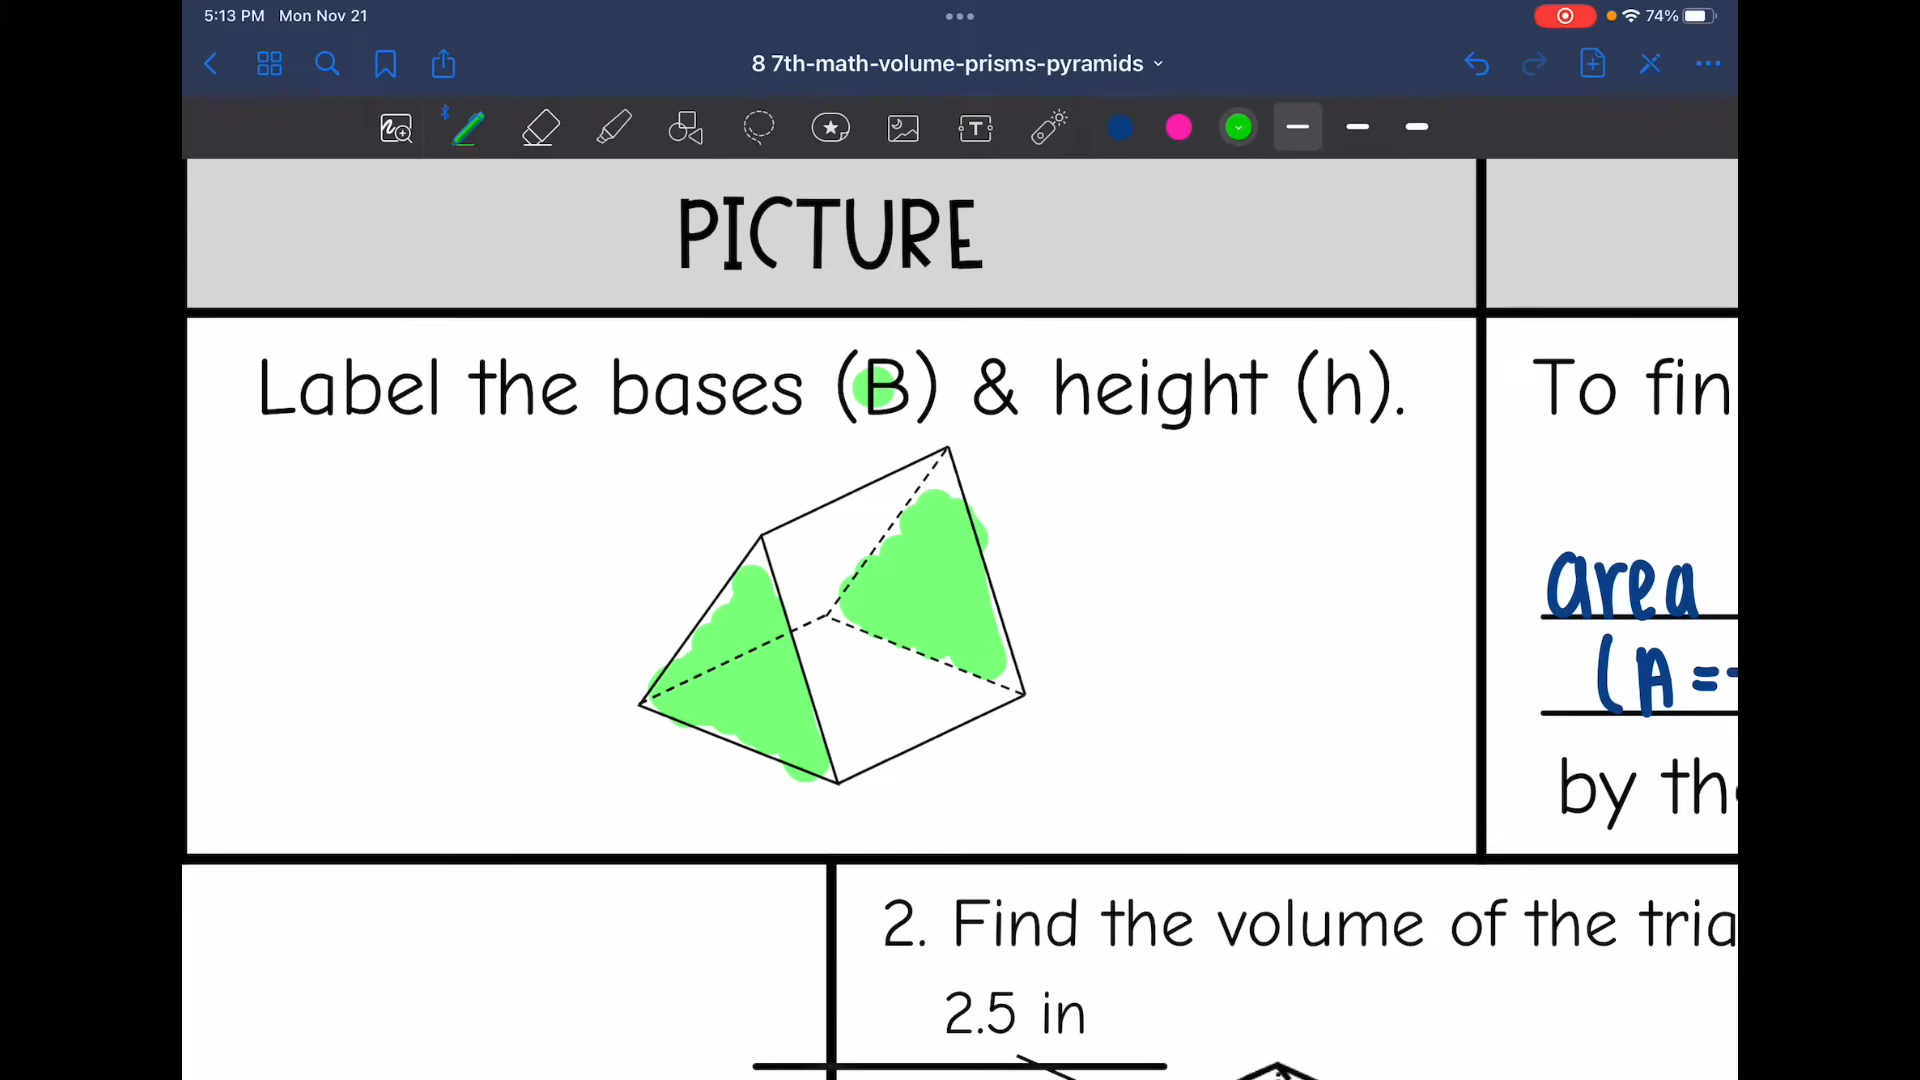 5:13 PM Mon Nov 21
74%
8 7th-math-volume-prisms-pyramids
T
PICTURE
Label the bases (B) & height (h).
To fin
area
(A =
by th
2. Find the volume of the tria
2.5 in